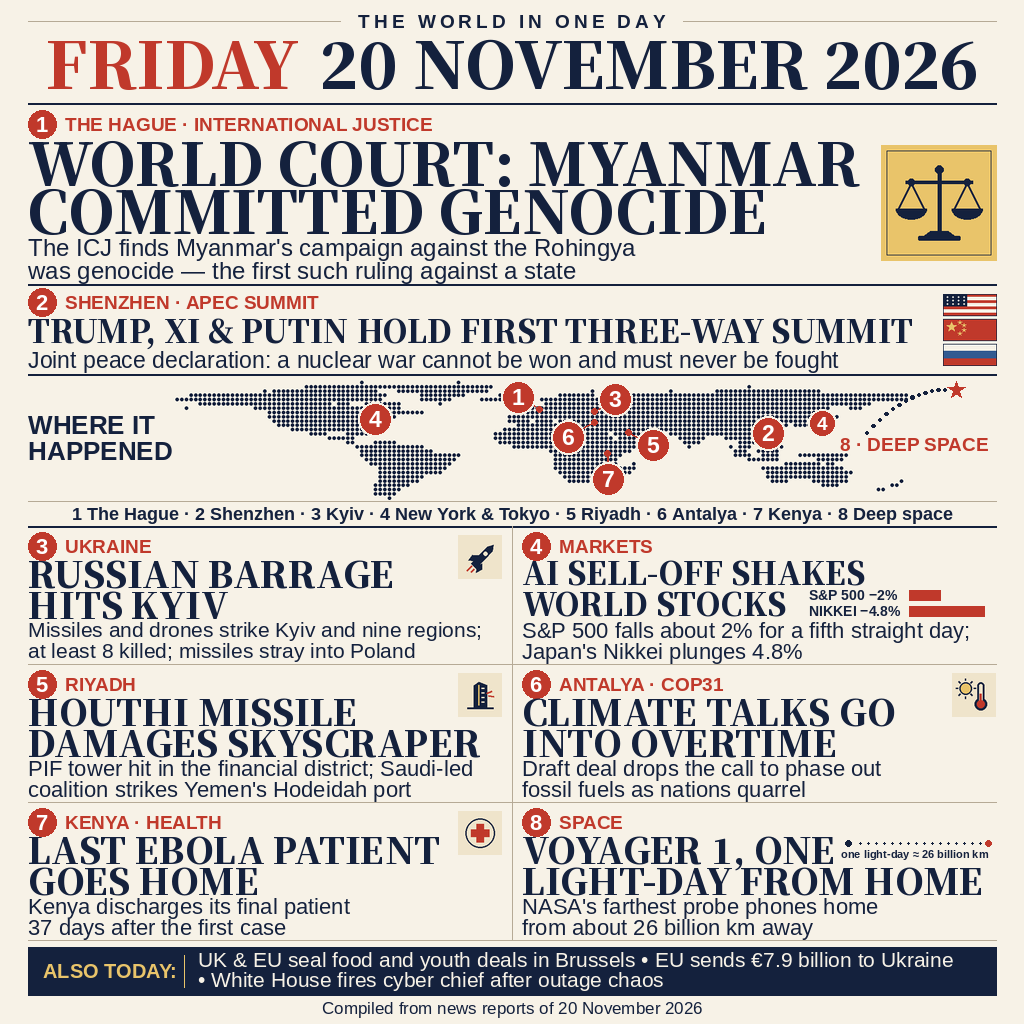 THE WORLD IN ONE DAY
FRIDAY 20 NOVEMBER 2026
1 THE HAGUE · INTERNATIONAL JUSTICE
WORLD COURT: MYANMAR
COMMITTED GENOCIDE
The ICJ finds Myanmar's campaign against the Rohingya
was genocide — the first such ruling against a state
2 SHENZHEN · APEC SUMMIT
TRUMP, XI & PUTIN HOLD FIRST THREE-WAY SUMMIT
Joint peace declaration: a nuclear war cannot be won and must never be fought
WHERE IT
HAPPENED
1
3
4
4
6
5
2
7
8 · DEEP SPACE
1 The Hague · 2 Shenzhen · 3 Kyiv · 4 New York & Tokyo · 5 Riyadh · 6 Antalya · 7 Kenya · 8 Deep space
3 UKRAINE
RUSSIAN BARRAGE
HITS KYIV
Missiles and drones strike Kyiv and nine regions;
at least 8 killed; missiles stray into Poland
4 MARKETS
AI SELL-OFF SHAKES
WORLD STOCKS
S&P 500 −2%
NIKKEI −4.8%
S&P 500 falls about 2% for a fifth straight day;
Japan's Nikkei plunges 4.8%
5 RIYADH
HOUTHI MISSILE
DAMAGES SKYSCRAPER
PIF tower hit in the financial district; Saudi-led
coalition strikes Yemen's Hodeidah port
6 ANTALYA · COP31
CLIMATE TALKS GO
INTO OVERTIME
Draft deal drops the call to phase out
fossil fuels as nations quarrel
7 KENYA · HEALTH
LAST EBOLA PATIENT
GOES HOME
Kenya discharges its final patient
37 days after the first case
8 SPACE
VOYAGER 1, ONE
LIGHT-DAY FROM HOME
one light-day ≈ 26 billion km
NASA's farthest probe phones home
from about 26 billion km away
ALSO TODAY:
UK & EU seal food and youth deals in Brussels • EU sends €7.9 billion to Ukraine
• White House fires cyber chief after outage chaos
Compiled from news reports of 20 November 2026